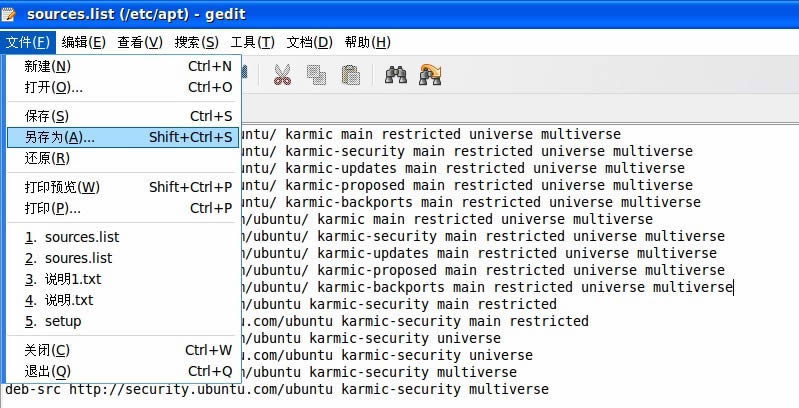 sources.list (/etc/apt) - gedit
文件(F) 编辑(E) 查看(V) 搜索(S) 工具(T) 文档(D) 帮助(H)
新建(N) Ctrl+N
打开(O)... Ctrl+O
保存(S) Ctrl+S
另存为(A)... Shift+Ctrl+S
还原(R)
打印预览(W) Shift+Ctrl+P
打印(P)... Ctrl+P
1. sources.list
2. soures.list
3. 说明1.txt
4. 说明.txt
5. setup
关闭(C) Ctrl+W
退出(Q) Ctrl+Q
untu/ karmic main restricted universe multiverse
untu/ karmic-security main restricted universe multiverse
untu/ karmic-updates main restricted universe multiverse
untu/ karmic-proposed main restricted universe multiverse
untu/ karmic-backports main restricted universe multiverse
/ubuntu/ karmic main restricted universe multiverse
/ubuntu/ karmic-security main restricted universe multiverse
/ubuntu/ karmic-updates main restricted universe multiverse
/ubuntu/ karmic-proposed main restricted universe multiverse
/ubuntu/ karmic-backports main restricted universe multiverse
/ubuntu karmic-security main restricted
u.com/ubuntu karmic-security main restricted
/ubuntu karmic-security universe
u.com/ubuntu karmic-security universe
/ubuntu karmic-security multiverse
deb-src http://security.ubuntu.com/ubuntu karmic-security multiverse